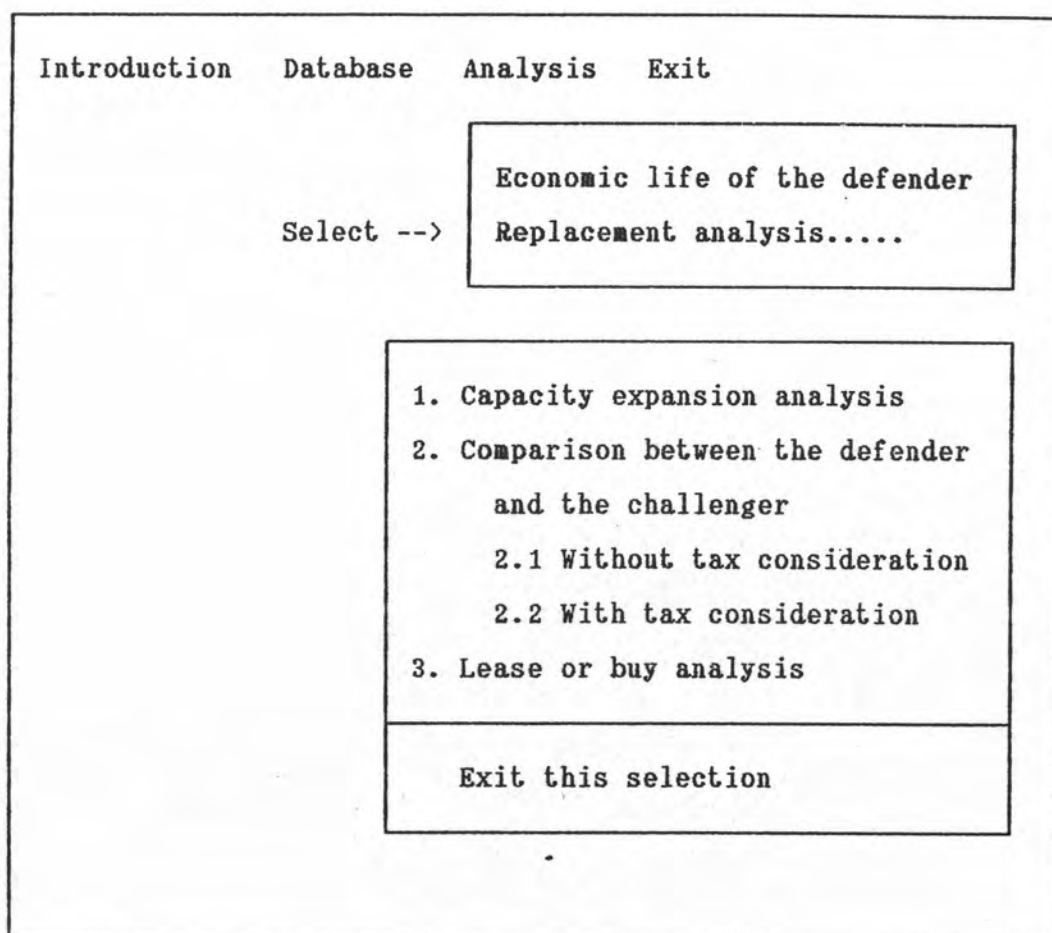 Introduction Database Analysis Exit
Economic life of the defender
Select --> Replacement analysis.....
1. Capacity expansion analysis
2. Comparison between the defender
and the challenger
2.1 Without tax consideration
2.2 With tax consideration
3. Lease or buy analysis
Exit this selection